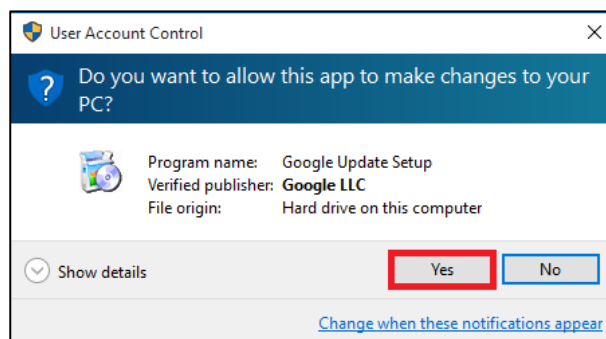 User Account Control
Do you want to allow this app to make changes to your
PC?
Program name: Google Update Setup
Verified publisher: Google LLC
File origin: Hard drive on this computer
Show details
Yes
No
Change when these notifications appear